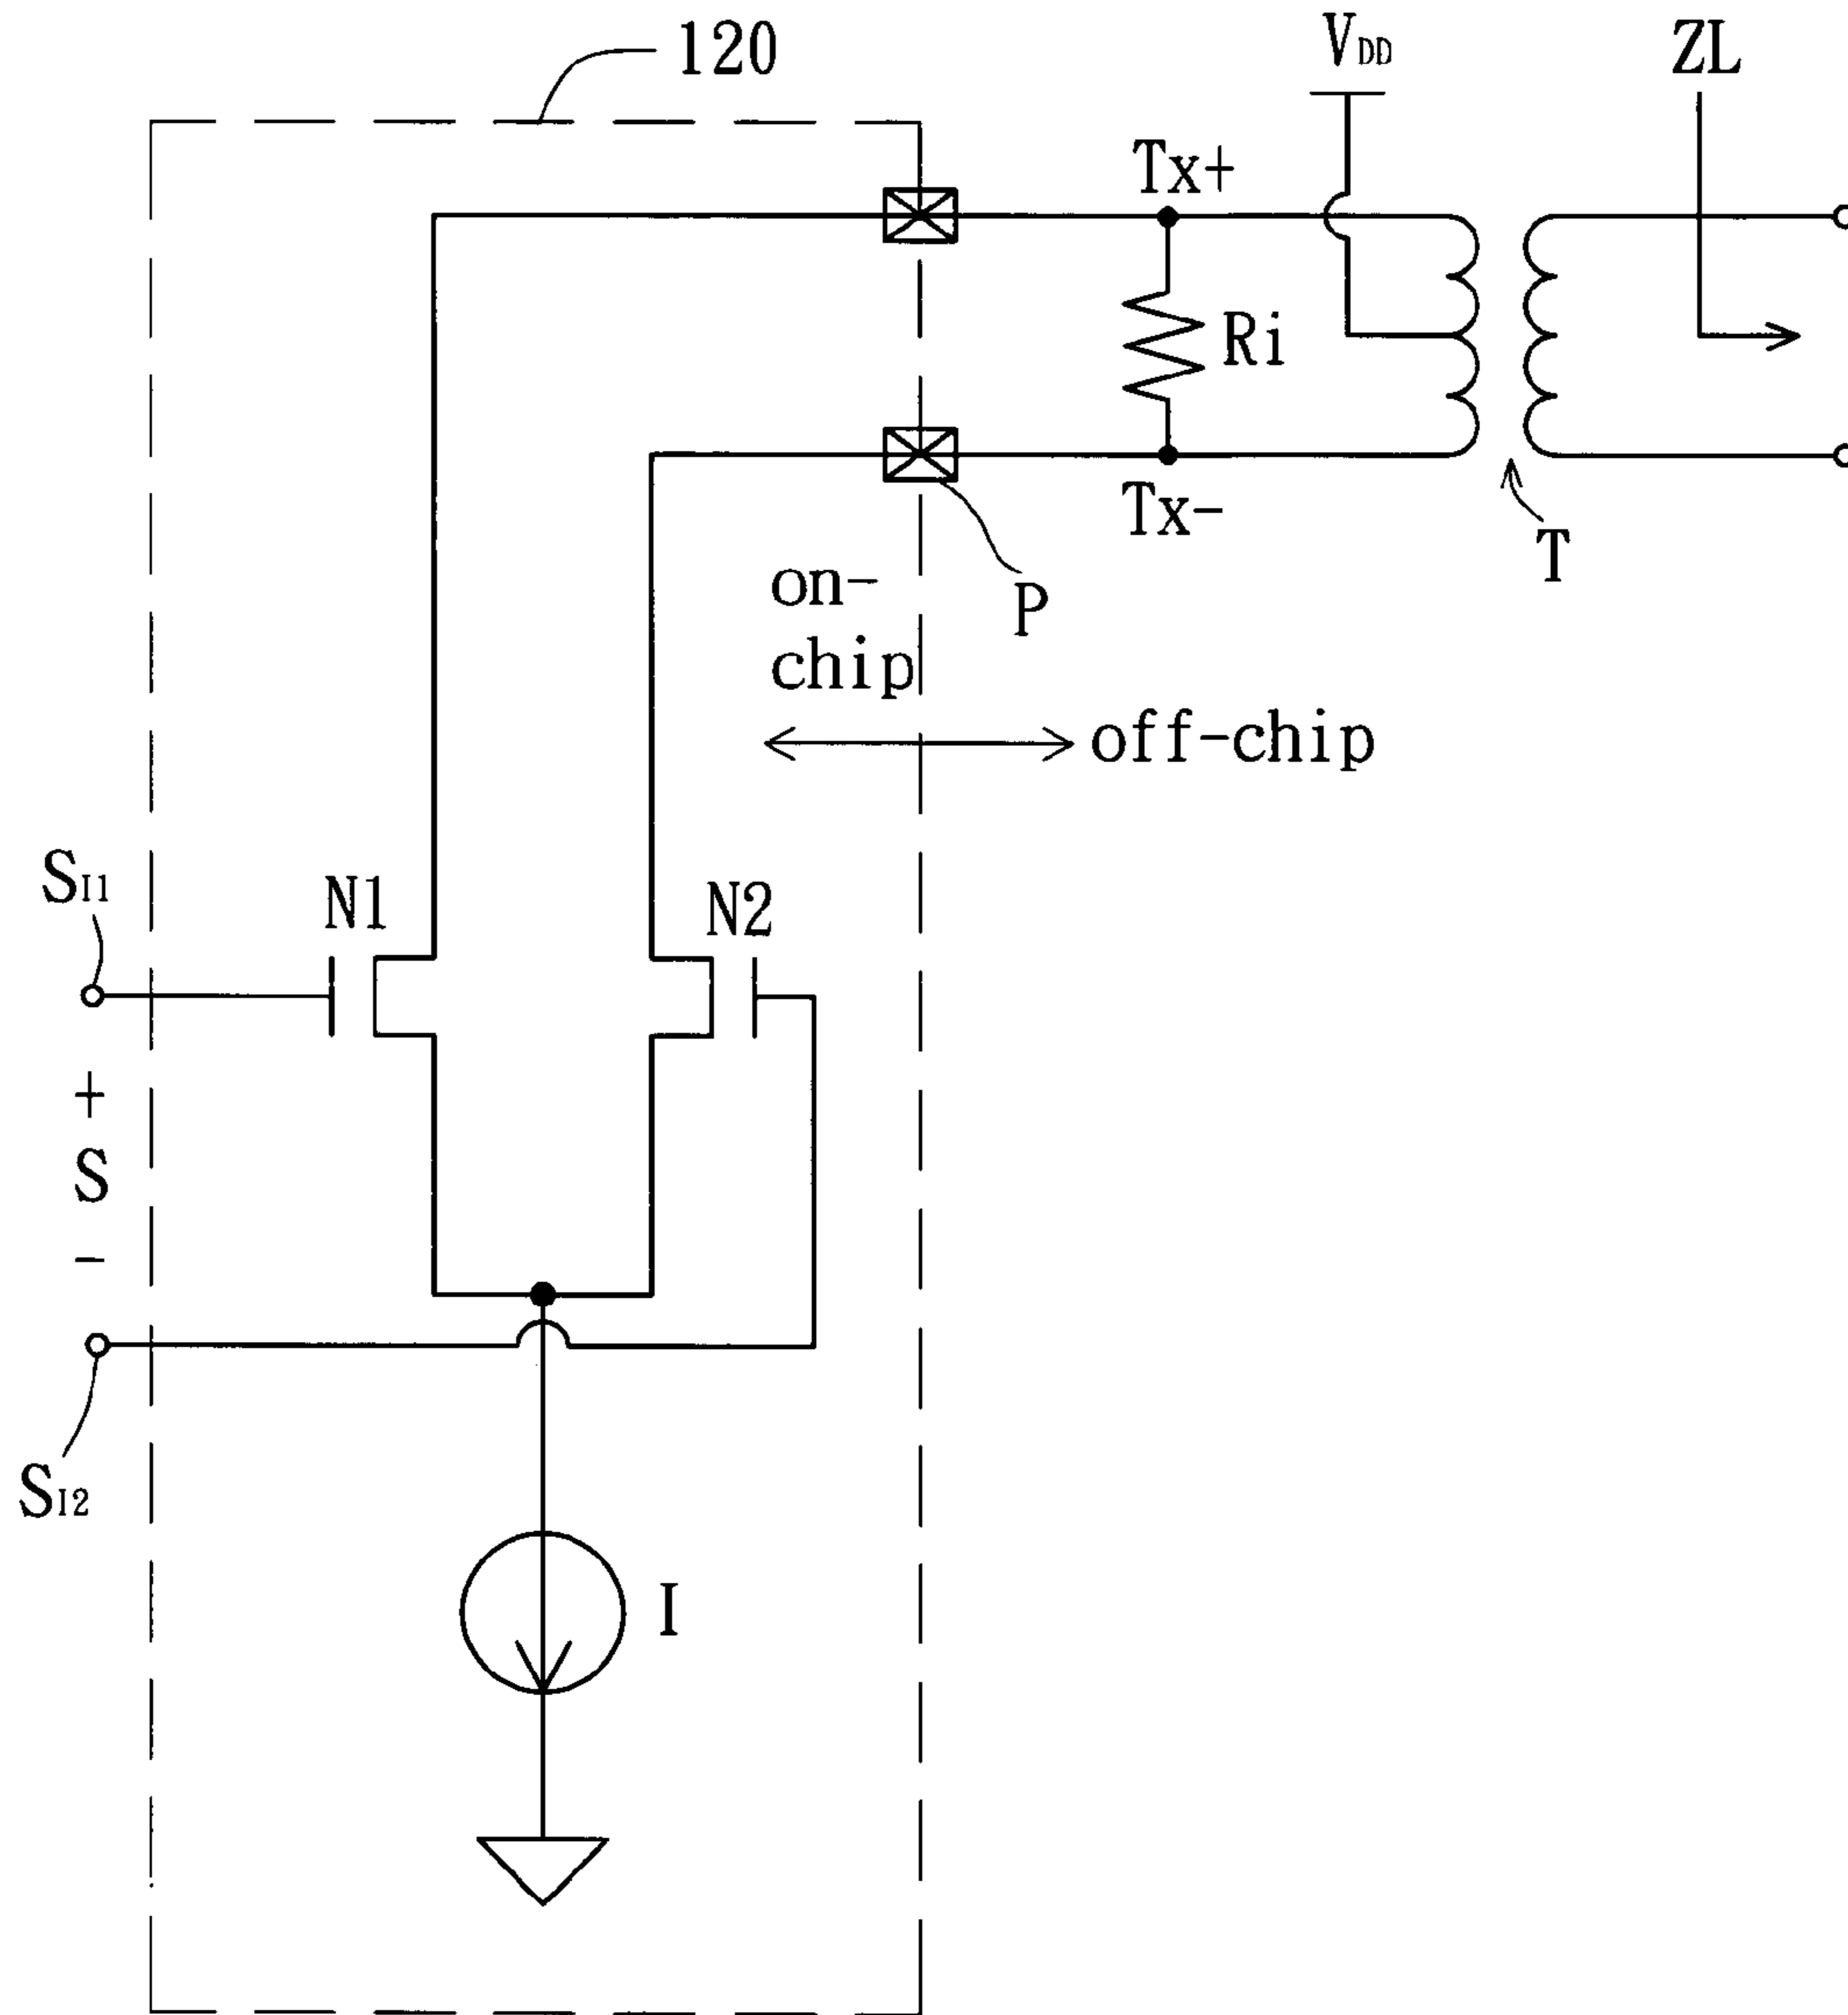 120
VDD
ZL
Tx+
Ri
Tx-
T
P
on-
chip
off-chip
SI1
N1
N2
+
S
-
SI2
I